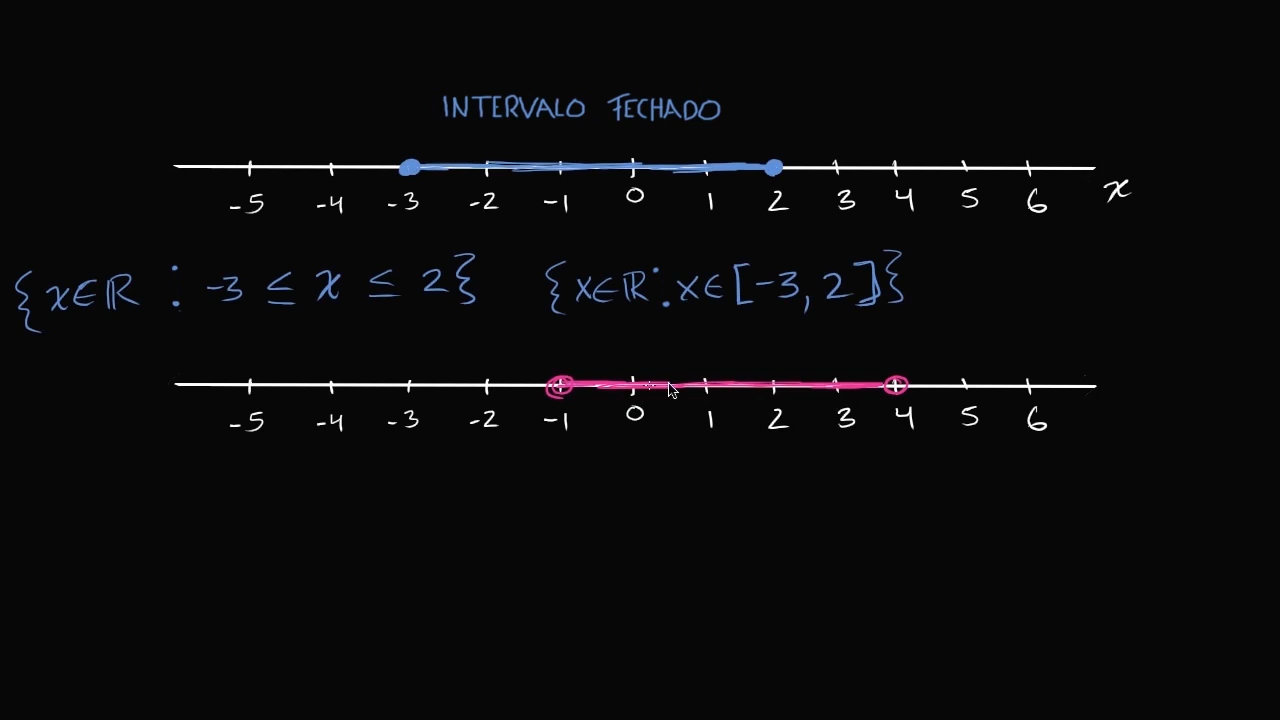 INTERVALO FECHADO
-5 -4 -3 -2 -1 0 1 2 3 4 5 6 x
{x∈ℝ : -3 ≤ x ≤ 2} {x∈ℝ : x∈[-3, 2]}
-5 -4 -3 -2 -1 0 1 2 3 4 5 6